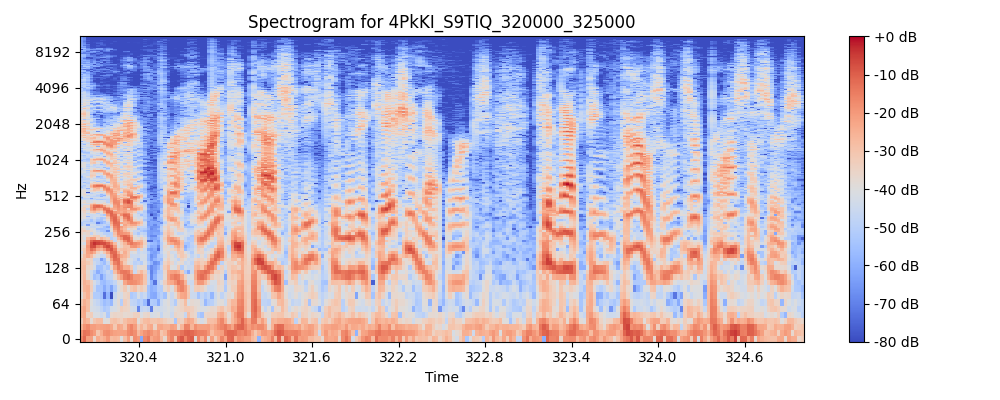 Spectrogram for 4PkKI_S9TIQ_320000_325000
8192
4096
2048
1024
512
256
128
64
0
Hz
320.4 321.0 321.6 322.2 322.8 323.4 324.0 324.6
Time
+0 dB
-10 dB
-20 dB
-30 dB
-40 dB
-50 dB
-60 dB
-70 dB
-80 dB